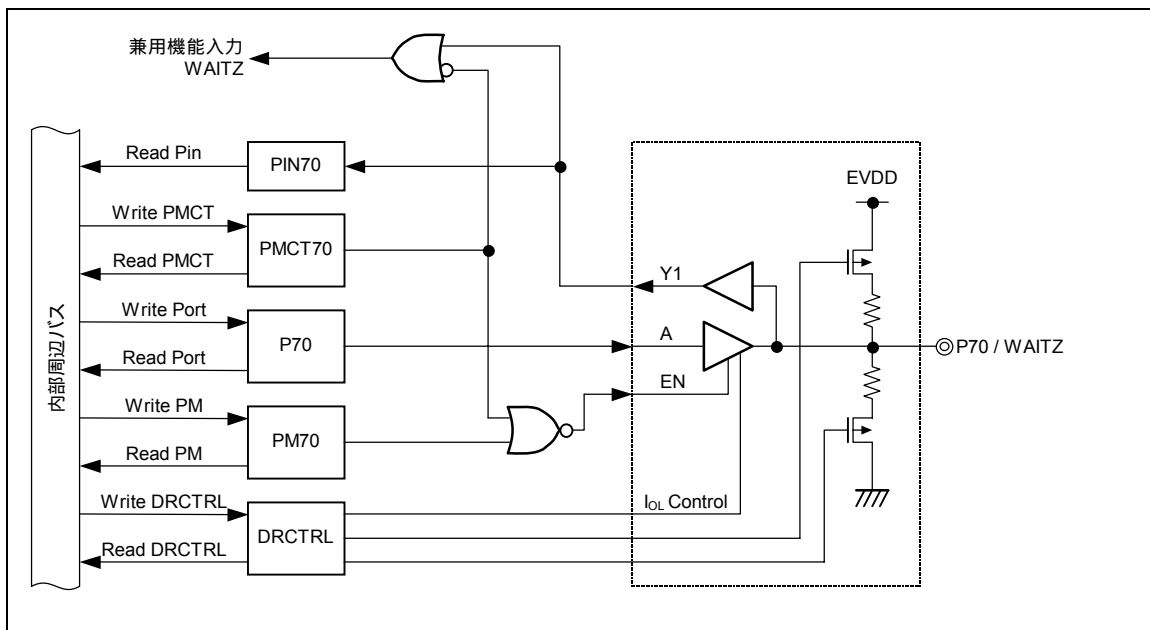 兼用機能入力
WAITZ
Read Pin
PIN70
EVDD
Write PMCT
PMCT70
Read PMCT
Y1
Write Port
P70
A
Read Port
P70 / WAITZ
EN
内部周辺バス
Write PM
PM70
Read PM
Write DRCTRL
IOL Control
DRCTRL
Read DRCTRL